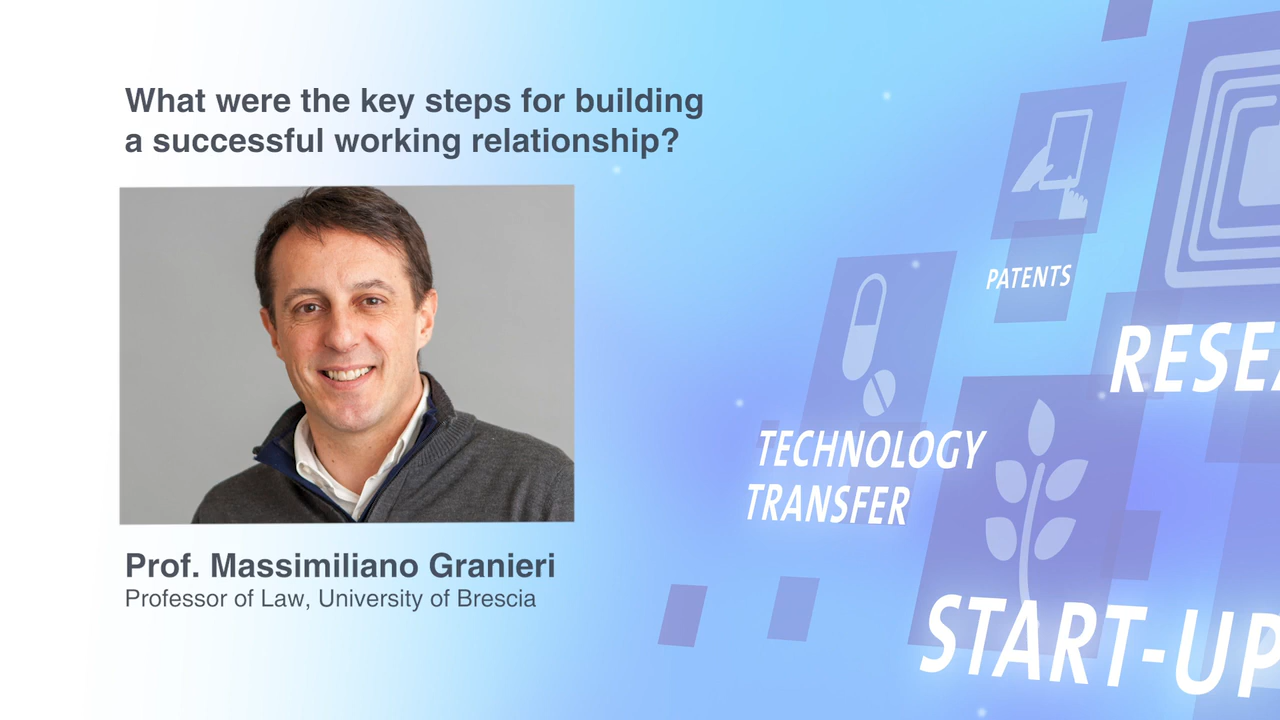 What were the key steps for building
a successful working relationship?
Prof. Massimiliano Granieri
Professor of Law, University of Brescia
PATENTS
TECHNOLOGY
TRANSFER
START-UP